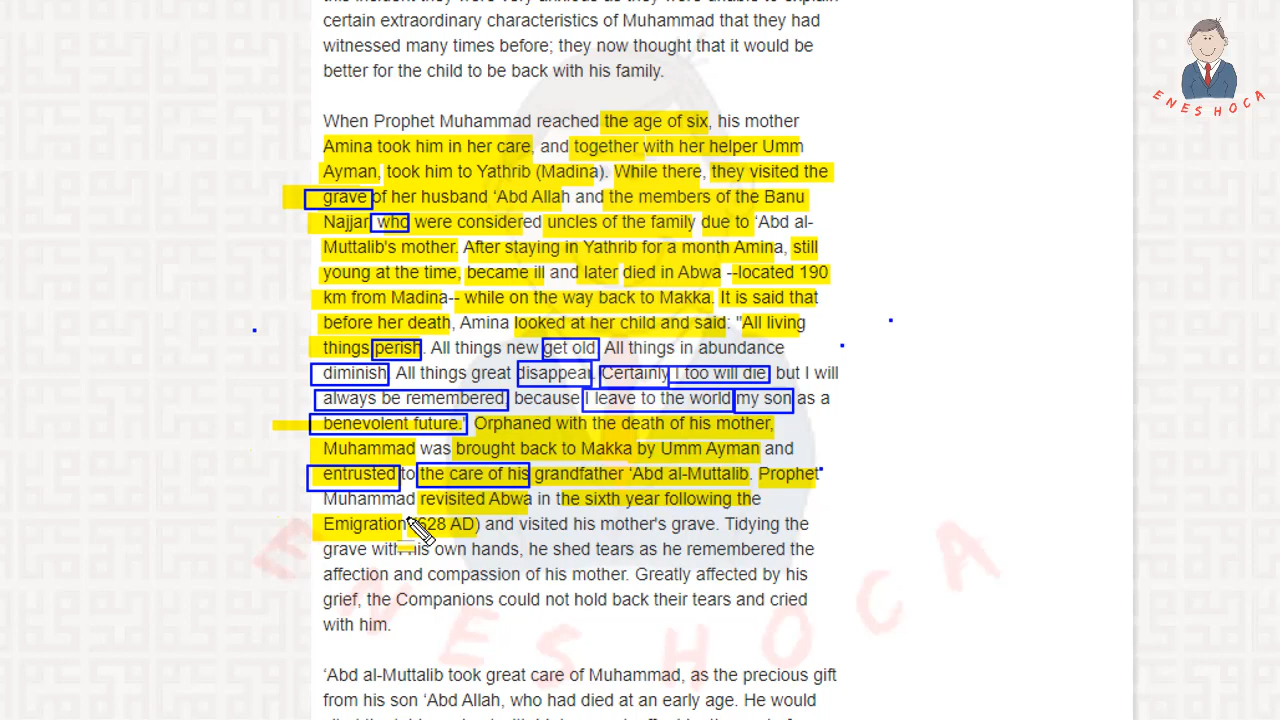 certain extraordinary characteristics of Muhammad that they had
witnessed many times before; they now thought that it would be
better for the child to be back with his family.
When Prophet Muhammad reached the age of six, his mother
Amina took him in her care, and together with her helper Umm
Ayman, took him to Yathrib (Madina). While there, they visited the
grave of her husband ‘Abd Allah and the members of the Banu
Najjar who were considered uncles of the family due to ‘Abd al-
Muttalib's mother. After staying in Yathrib for a month Amina, still
young at the time, became ill and later died in Abwa --located 190
km from Madina-- while on the way back to Makka. It is said that
before her death, Amina looked at her child and said: "All living
things perish. All things new get old. All things in abundance
diminish. All things great disappear. Certainly I too will die, but I will
always be remembered, because I leave to the world my son as a
benevolent future." Orphaned with the death of his mother,
Muhammad was brought back to Makka by Umm Ayman and
entrusted to the care of his grandfather ‘Abd al-Muttalib. Prophet
Muhammad revisited Abwa in the sixth year following the
Emigration (628 AD) and visited his mother's grave. Tidying the
grave with his own hands, he shed tears as he remembered the
affection and compassion of his mother. Greatly affected by his
grief, the Companions could not hold back their tears and cried
with him.
‘Abd al-Muttalib took great care of Muhammad, as the precious gift
from his son ‘Abd Allah, who had died at an early age. He would
ENES HOCA
ENES HOCA